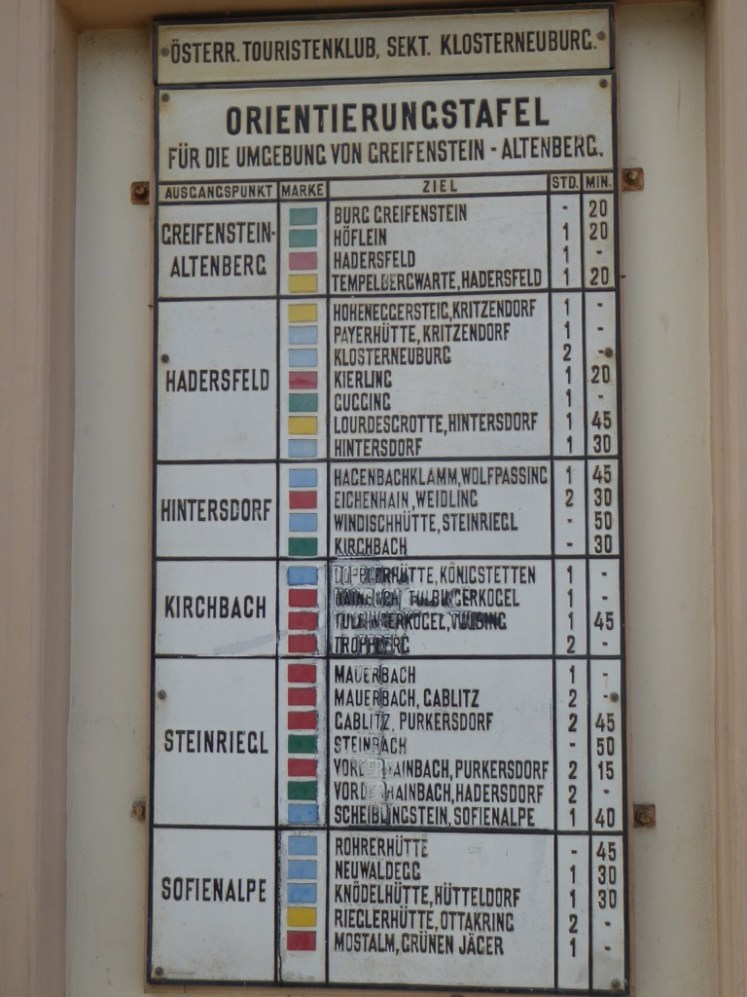 ÖSTERR. TOURISTENKLUB, SEKT. KLOSTERNEUBURG.
ORIENTIERUNGSTAFEL
FÜR DIE UMGEBUNG VON GREIFENSTEIN - ALTENBERG.
AUSGANGSPUNKT MARKE ZIEL STD. MIN.
GREIFENSTEIN-
ALTENBERG
BURG GREIFENSTEIN - 20
HÖFLEIN 1 20
HADERSFELD 1 -
TEMPELBERGWARTE, HADERSFELD 1 20
HADERSFELD
HOHENEGGERSTEIG, KRITZENDORF 1 -
PAYERHÜTTE, KRITZENDORF 1 -
KLOSTERNEUBURG 2 -
KIERLING 1 20
GUGGING 1 -
LOURDESGROTTE, HINTERSDORF 1 45
HINTERSDORF 1 30
HINTERSDORF
HAGENBACHKLAMM, WOLFPASSING 1 45
EICHENHAIN, WEIDLING 2 30
WINDISCHHÜTTE, STEINRIEGL - 50
KIRCHBACH - 30
KIRCHBACH
DOPPLERHÜTTE, KÖNIGSTETTEN 1 -
TULBINGERKOGEL 1 -
TULBINGERKOGEL, TULBING 1 45
TROPPBERG 2 -
STEINRIEGL
MAUERBACH 1 -
MAUERBACH, GABLITZ 2 -
GABLITZ, PURKERSDORF 2 45
STEINBACH - 50
VORDERHAINBACH, PURKERSDORF 2 15
VORDERHAINBACH, HADERSDORF 2 -
SCHEIBLINGSTEIN, SOFIENALPE 1 40
SOFIENALPE
ROHRERHÜTTE - 45
NEUWALDEGG 1 30
KNÖDELHÜTTE, HÜTTELDORF 1 30
RIEGLERHÜTTE, OTTAKRING 2 -
MOSTALM, GRÜNEN JÄGER 1 -